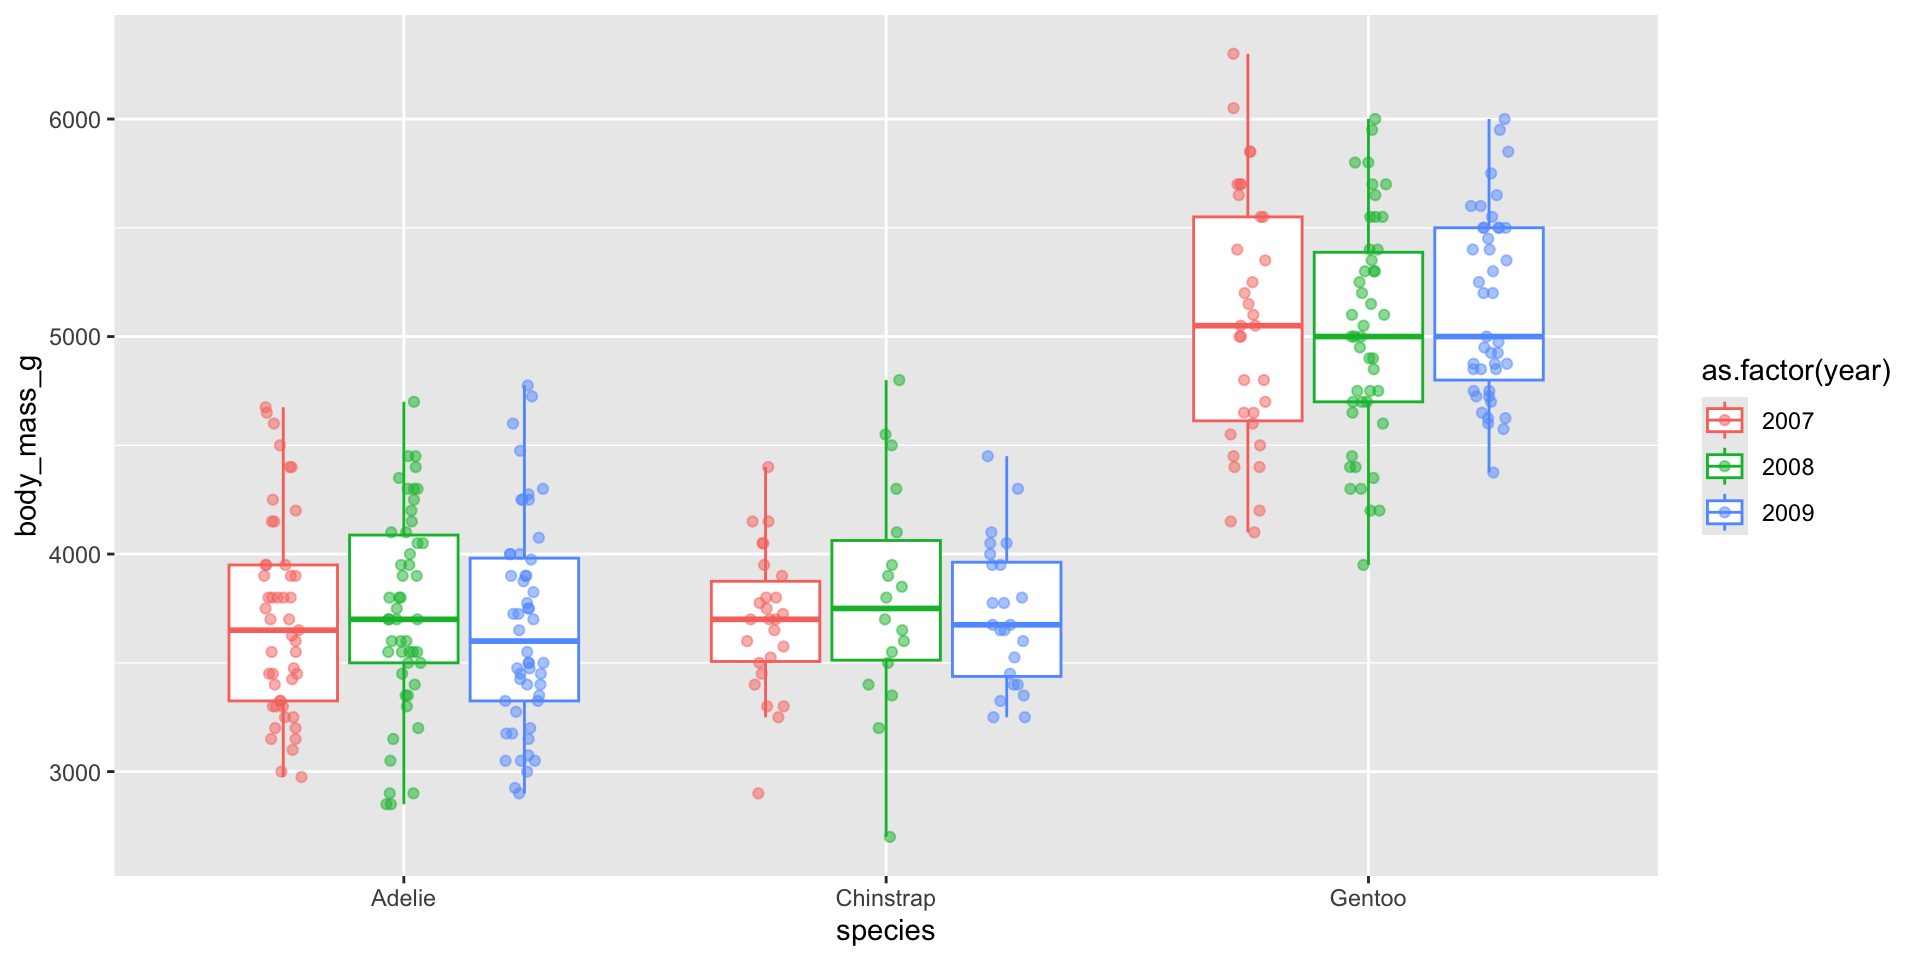 6000
5000
4000
3000
body_mass_g
Adelie
Chinstrap
Gentoo
species
as.factor(year)
2007
2008
2009